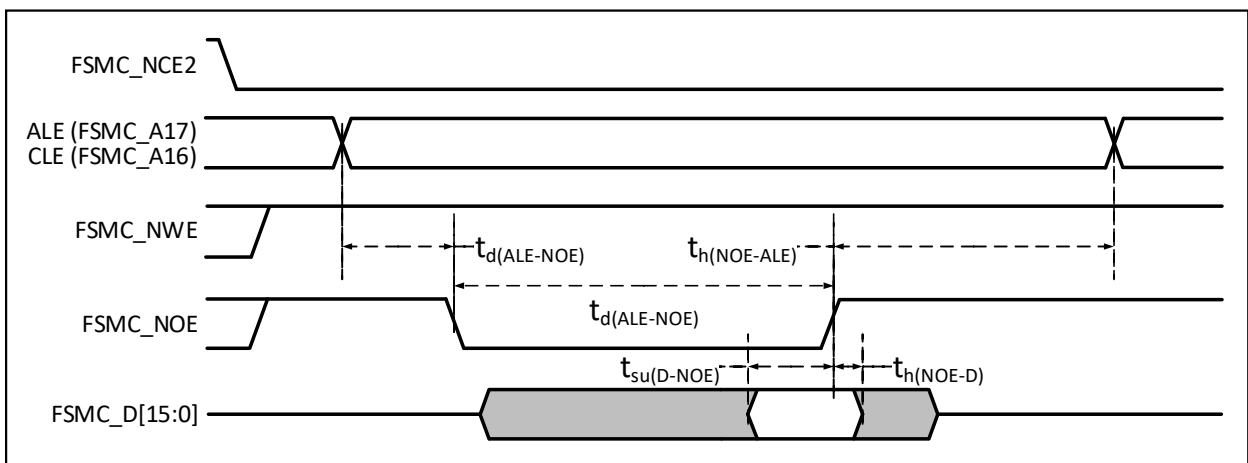 FSMC_NCE2
ALE (FSMC_A17)
CLE (FSMC_A16)
FSMC_NWE
td(ALE-NOE)
th(NOE-ALE)
FSMC_NOE
td(ALE-NOE)
tsu(D-NOE)
th(NOE-D)
FSMC_D[15:0]